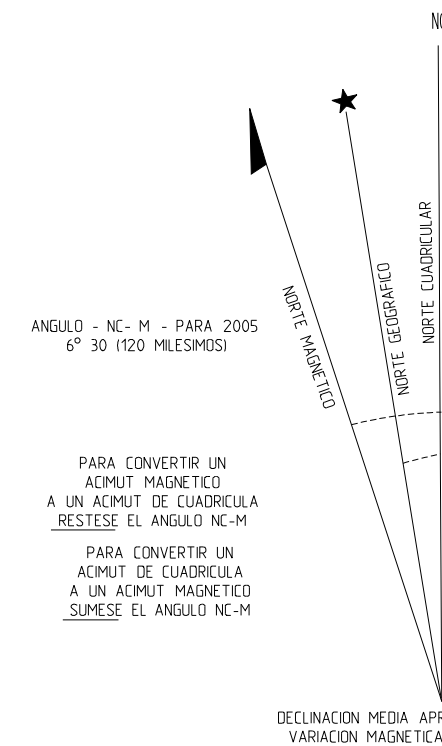 NORTE CUADRICULAR
NORTE GEOGRAFICO
NORTE MAGNETICO
ANGULO - NC- M - PARA 2005
6° 30 (120 MILESIMOS)
PARA CONVERTIR UN
ACIMUT MAGNETICO
A UN ACIMUT DE CUADRICULA
RESTESE EL ANGULO NC-M
PARA CONVERTIR UN
ACIMUT DE CUADRICULA
A UN ACIMUT MAGNETICO
SUMESE EL ANGULO NC-M
DECLINACION MEDIA
VARIACION MAGNETICA